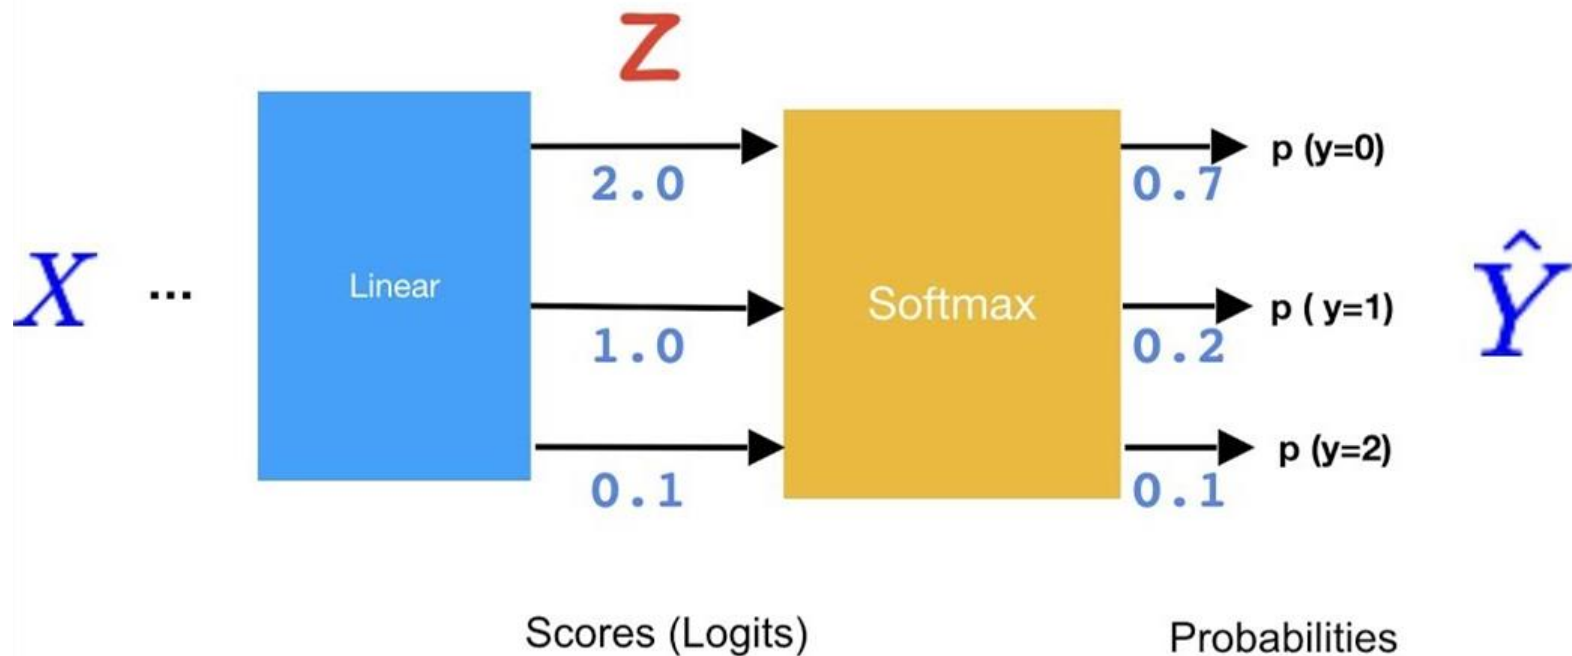 Z
2.0
0.7
p (y=0)
X
...
Linear
Softmax
1.0
0.2
p ( y=1)
Ŷ
0.1
0.1
p (y=2)
Scores (Logits)
Probabilities